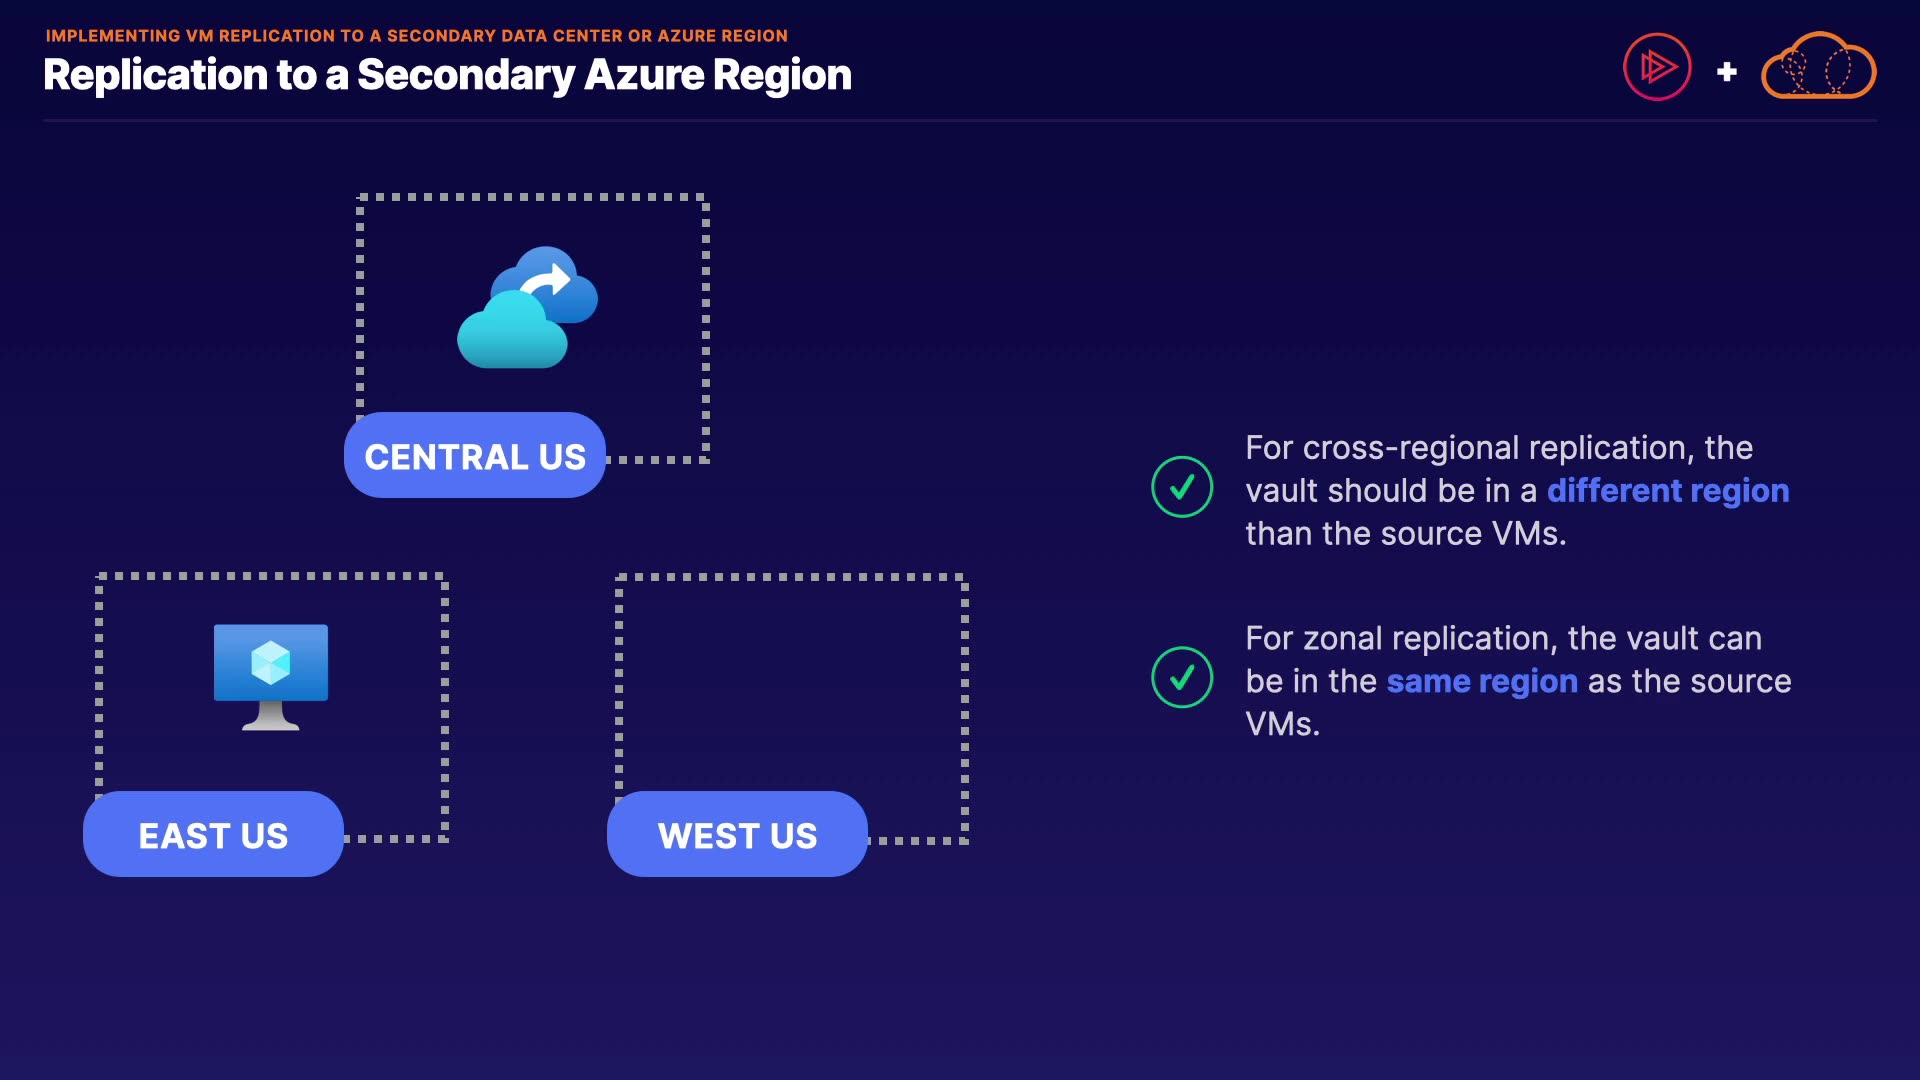 IMPLEMENTING VM REPLICATION TO A SECONDARY DATA CENTER OR AZURE REGION
Replication to a Secondary Azure Region
CENTRAL US
EAST US
WEST US
For cross-regional replication, the
vault should be in a different region
than the source VMs.
For zonal replication, the vault can
be in the same region as the source
VMs.